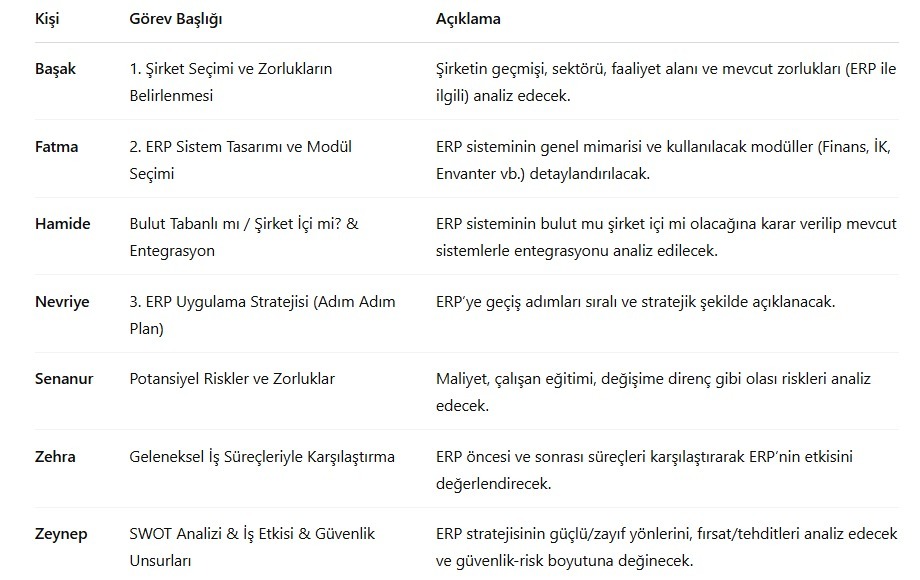 Kişi Görev Başlığı Açıklama
Başak 1. Şirket Seçimi ve Zorlukların Şirketin geçmişi, sektörü, faaliyet alanı ve mevcut zorlukları (ERP ile
Belirlenmesi ilgili) analiz edecek.
Fatma 2. ERP Sistem Tasarımı ve Modül ERP sisteminin genel mimarisi ve kullanılacak modüller (Finans, İK,
Seçimi Envanter vb.) detaylandırılacak.
Hamide Bulut Tabanlı mı / Şirket İçi mi? & ERP sisteminin bulut mu şirket içi mi olacağına karar verilip mevcut
Entegrasyon sistemlerle entegrasyonu analiz edilecek.
Nevriye 3. ERP Uygulama Stratejisi (Adım Adım ERP’ye geçiş adımları sıralı ve stratejik şekilde açıklanacak.
Plan)
Senanur Potansiyel Riskler ve Zorluklar Maliyet, çalışan eğitimi, değişime direnç gibi olası riskleri analiz
edecek.
Zehra Geleneksel İş Süreçleriyle Karşılaştırma ERP öncesi ve sonrası süreçleri karşılaştırarak ERP’nin etkisini
değerlendirecek.
Zeynep SWOT Analizi & İş Etkisi & Güvenlik ERP stratejisinin güçlü/zayıf yönlerini, fırsat/tehditleri analiz edecek
Unsurları ve güvenlik-risk boyutuna değinecek.